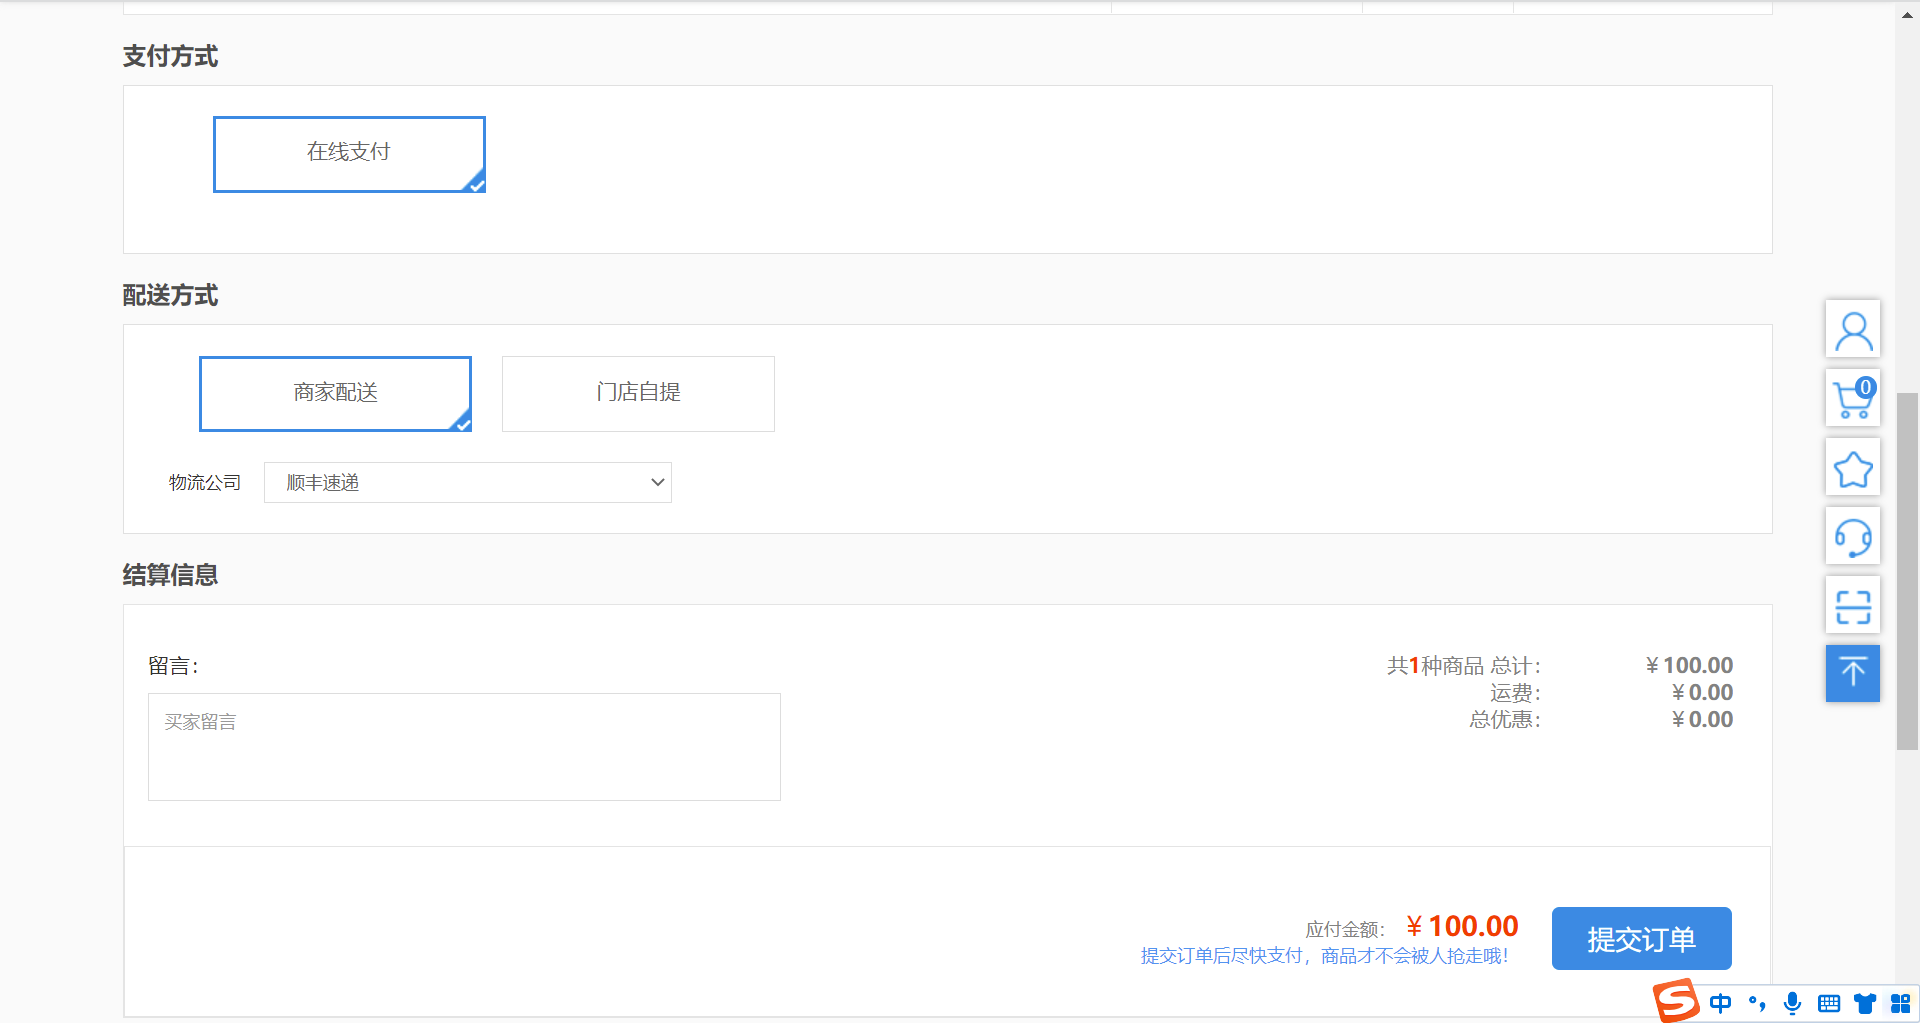 支付方式
在线支付
配送方式
商家配送
门店自提
物流公司
顺丰速递
结算信息
留言：
买家留言
共1种商品 总计： ¥ 100.00
运费： ¥ 0.00
总优惠： ¥ 0.00
应付金额： ¥ 100.00
提交订单后尽快支付，商品才不会被人抢走哦！
提交订单
0
S 中